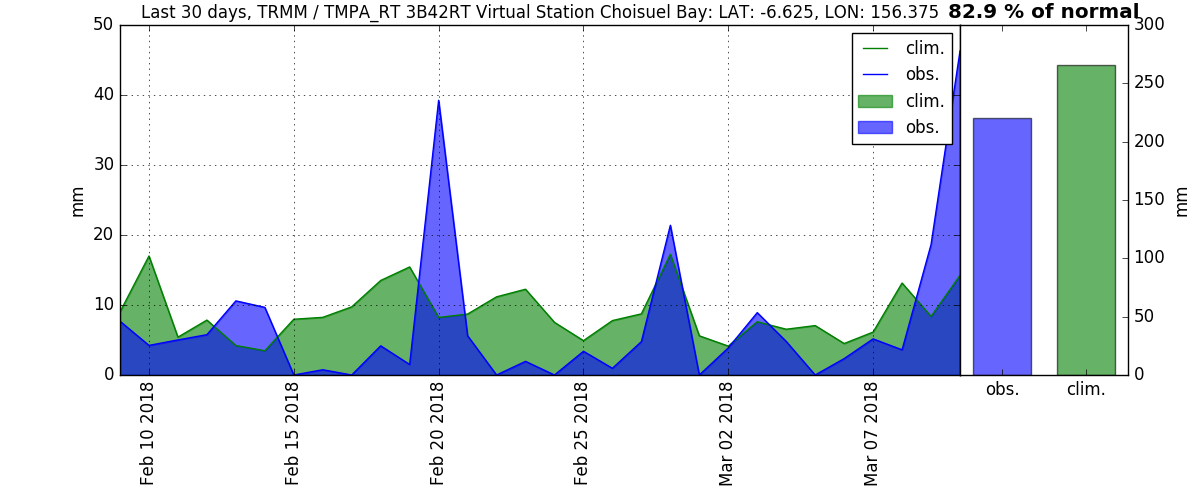 Last 30 days, TRMM / TMPA_RT 3B42RT Virtual Station Choisuel Bay: LAT: -6.625, LON: 156.375 82.9 % of normal
50
40
30
20
10
0
mm
clim.
obs.
clim.
obs.
300
250
200
150
100
50
0
mm
Feb 10 2018
Feb 15 2018
Feb 20 2018
Feb 25 2018
Mar 02 2018
Mar 07 2018
obs. clim.